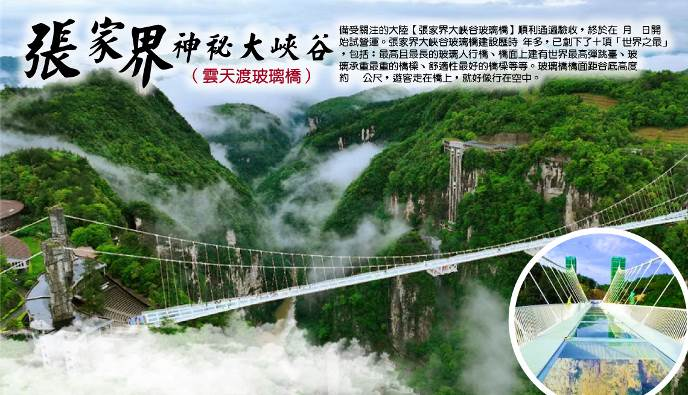 張家界神祕大峽谷
（雲天渡玻璃橋）
備受關注的大陸【張家界大峽谷玻璃橋】順利通過驗收，終於在 月 日開
始試營運。張家界大峽谷玻璃橋建設歷時 年多，已創下了十項「世界之最」
，包括：最高且最長的玻璃人行橋、橋面上建有世界最高彈跳臺、玻
璃承重最重的橋樑、舒適性最好的橋樑等等。玻璃橋橋面距谷底高度
約 公尺，遊客走在橋上，就好像行在空中。